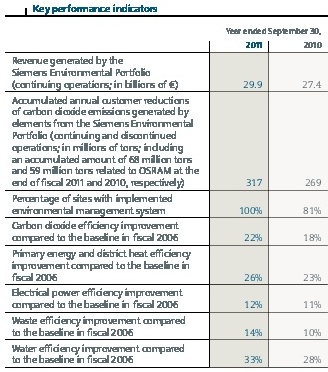 Key performance indicators
Year ended September 30,
2011 2010
Revenue generated by the
Siemens Environmental Portfolio
(continuing operations; in billions of €) 29.9 27.4
Accumulated annual customer reductions
of carbon dioxide emissions generated by
elements from the Siemens Environmental
Portfolio (continuing and discontinued
operations; in millions of tons; including
an accumulated amount of 68 million tons
and 59 million tons related to OSRAM at the
end of fiscal 2011 and 2010, respectively) 317 269
Percentage of sites with implemented
environmental management system 100% 81%
Carbon dioxide efficiency improvement
compared to the baseline in fiscal 2006 22% 18%
Primary energy and district heat efficiency
improvement compared to the baseline in
fiscal 2006 26% 23%
Electrical power efficiency improvement
compared to the baseline in fiscal 2006 12% 11%
Waste efficiency improvement compared
to the baseline in fiscal 2006 14% 10%
Water efficiency improvement compared
to the baseline in fiscal 2006 33% 28%